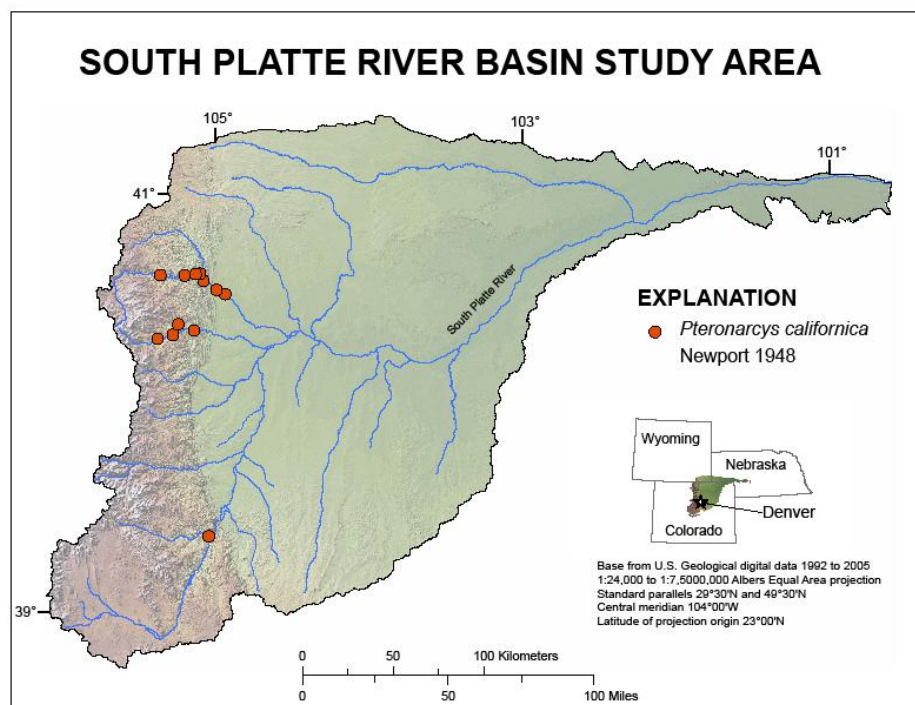 SOUTH PLATTE RIVER BASIN STUDY AREA
105°
103°
101°
41°
South Platte River
EXPLANATION
Pteronarcys californica
Newport 1948
Wyoming
Nebraska
Denver
Colorado
Base from U.S. Geological digital data 1992 to 2005
1:24,000 to 1:7,5000,000 Albers Equal Area projection
Standard parallels 29°30'N and 49°30'N
Central meridian 104°00'W
Latitude of projection origin 23°00'N
39°
0 50 100 Kilometers
0 50 100 Miles